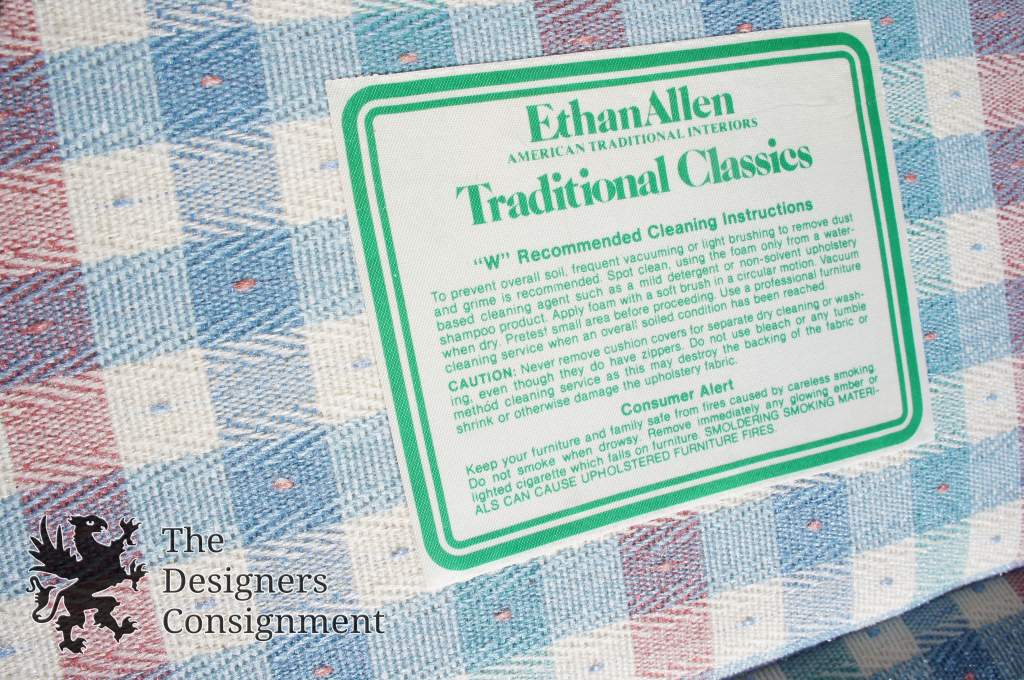 EthanAllen
AMERICAN TRADITIONAL INTERIORS
Traditional Classics
"W" Recommended Cleaning Instructions
To prevent overall soil, frequent vacuuming or light brushing to remove dust
and grime is recommended. Spot clean, using the foam only from a water-
based cleaning agent such as a mild detergent or non-solvent upholstery
shampoo product. Apply foam with a soft brush in a circular motion. Vacuum
when dry. Pretest small area before proceeding. Use a professional furniture
cleaning service when an overall soiled condition has been reached.
CAUTION: Never remove cushion covers for separate dry cleaning or wash-
ing, even though they do have zippers. Do not use bleach or any tumble
method cleaning service as this may destroy the backing of the fabric or
shrink or otherwise damage the upholstery fabric.
Consumer Alert
Keep your furniture and family safe from fires caused by careless smoking.
Do not smoke when drowsy. Remove immediately any glowing ember or
lighted cigarette which falls on furniture. SMOLDERING SMOKING MATERI-
ALS CAN CAUSE UPHOLSTERED FURNITURE FIRES.
The
Designers
Consignment